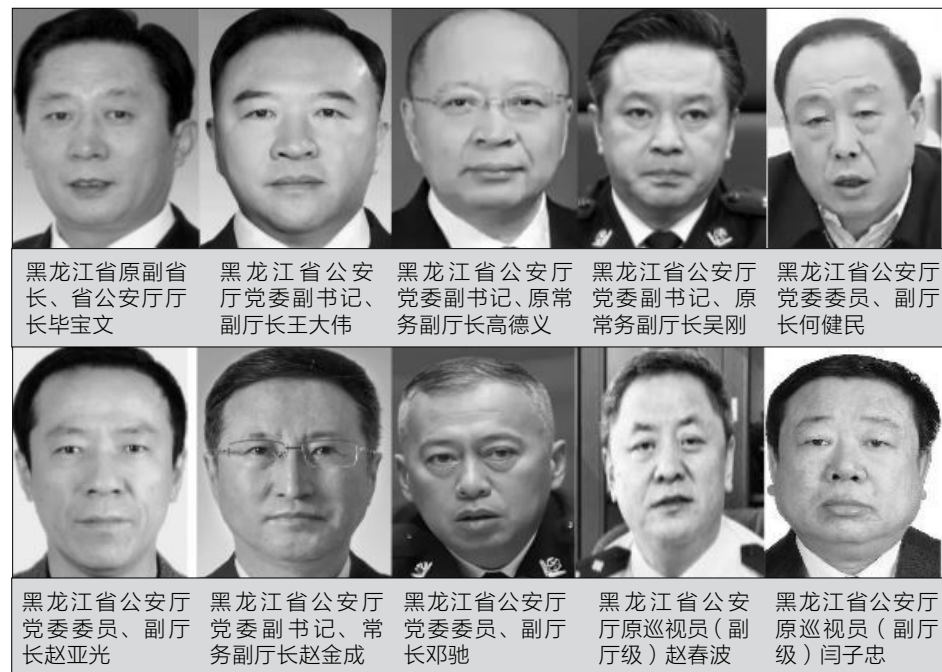 黑龙江省原副省
长、省公安厅厅
长毕宝文
黑龙江省公安
厅党委副书记、
副厅长王大伟
黑龙江省公安厅
党委副书记、原常
务副厅长高德义
黑龙江省公安厅
党委副书记、原
常务副厅长吴刚
黑龙江省公安厅
党委委员、副厅
长何健民
黑龙江省公安厅
党委委员、副厅
长赵亚光
黑龙江省公安厅
党委副书记、常
务副厅长赵金成
黑龙江省公安厅
党委委员、副厅
长邓驰
黑龙江省公安
厅原巡视员（副
厅级）赵春波
黑龙江省公安厅
原巡视员（副厅
级）闫子忠